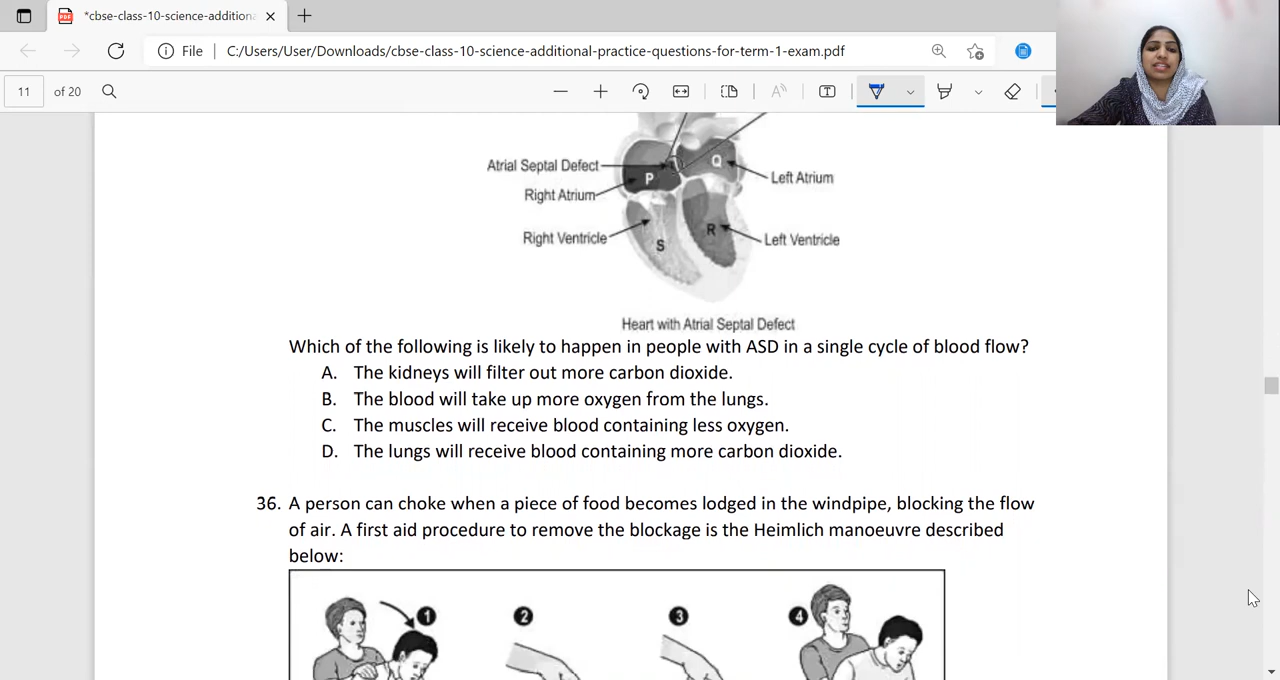 *cbse-class-10-science-additiona
File
C:/Users/User/Downloads/cbse-class-10-science-additional-practice-questions-for-term-1-exam.pdf
11 of 20
Atrial Septal Defect
Right Atrium
Right Ventricle
P
Q
R
S
Left Atrium
Left Ventricle
Heart with Atrial Septal Defect
Which of the following is likely to happen in people with ASD in a single cycle of blood flow?
A. The kidneys will filter out more carbon dioxide.
B. The blood will take up more oxygen from the lungs.
C. The muscles will receive blood containing less oxygen.
D. The lungs will receive blood containing more carbon dioxide.
36. A person can choke when a piece of food becomes lodged in the windpipe, blocking the flow
of air. A first aid procedure to remove the blockage is the Heimlich manoeuvre described
below:
1 2 3 4